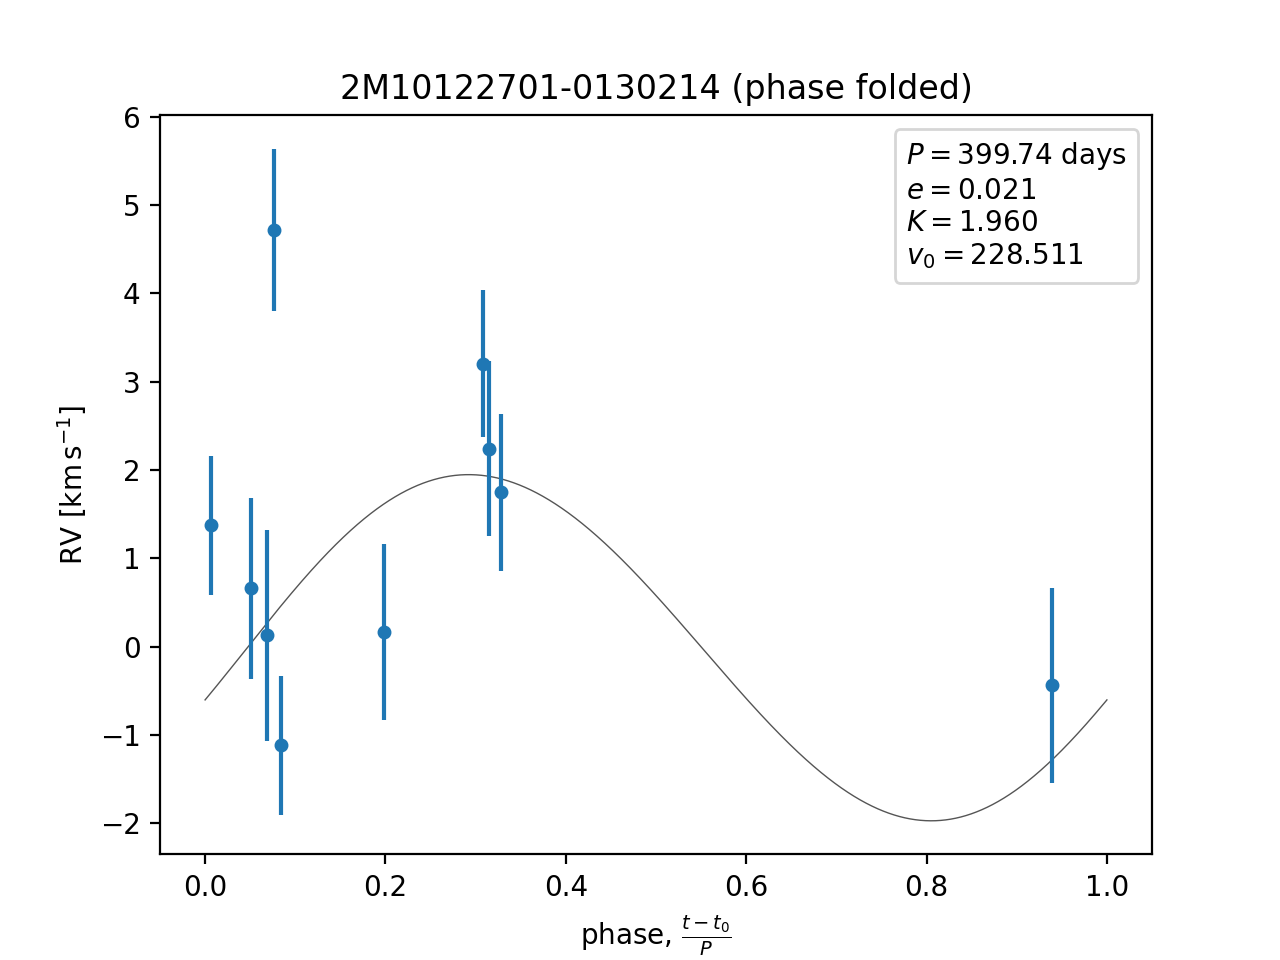 2M10122701-0130214 (phase folded)
P = 399.74 days
e = 0.021
K = 1.960
v₀ = 228.511
6
5
4
3
2
1
0
−1
−2
RV [km s⁻¹]
0.0 0.2 0.4 0.6 0.8 1.0
phase, (t − t₀)/P